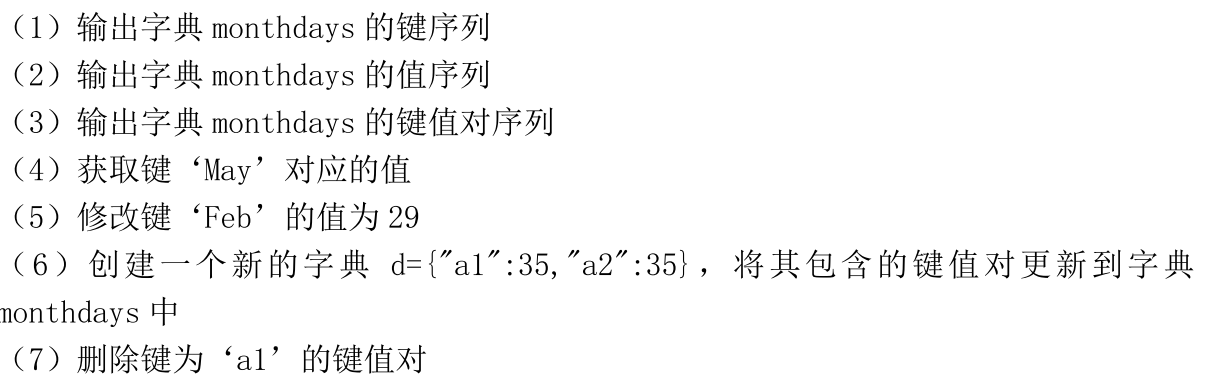 （1）输出字典 monthdays 的键序列
（2）输出字典 monthdays 的值序列
（3）输出字典 monthdays 的键值对序列
（4）获取键‘May’对应的值
（5）修改键‘Feb’的值为 29
（6）创建一个新的字典 d={"a1":35,"a2":35}，将其包含的键值对更新到字典
monthdays 中
（7）删除键为‘a1’的键值对